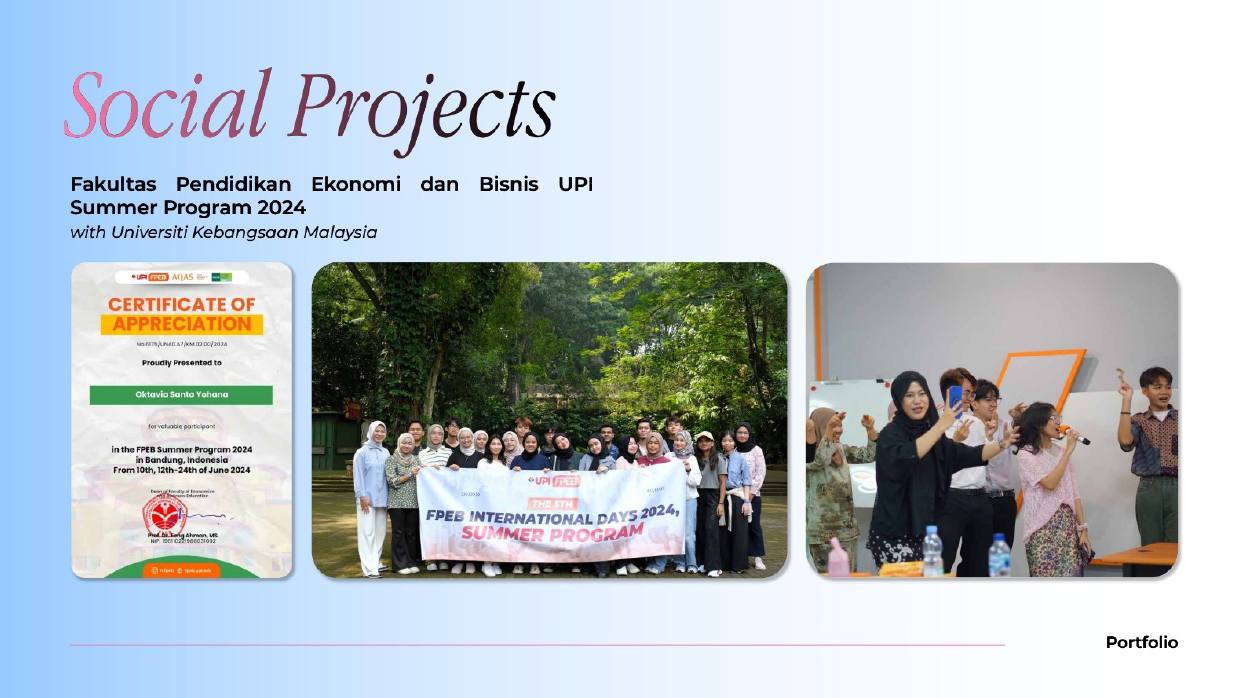 Social Projects
Fakultas Pendidikan Ekonomi dan Bisnis UPI
Summer Program 2024
with Universiti Kebangsaan Malaysia
UPI FPEB AQAS
CERTIFICATE OF
APPRECIATION
Proudly Presented to
Oktavia Santa Yohana
for valuable participant
in the FPEB Summer Program 2024
in Bandung, Indonesia
From 10th, 12th-24th of June 2024
UPI FPEB
THE 5TH
FPEB INTERNATIONAL DAYS 2024,
SUMMER PROGRAM
Portfolio